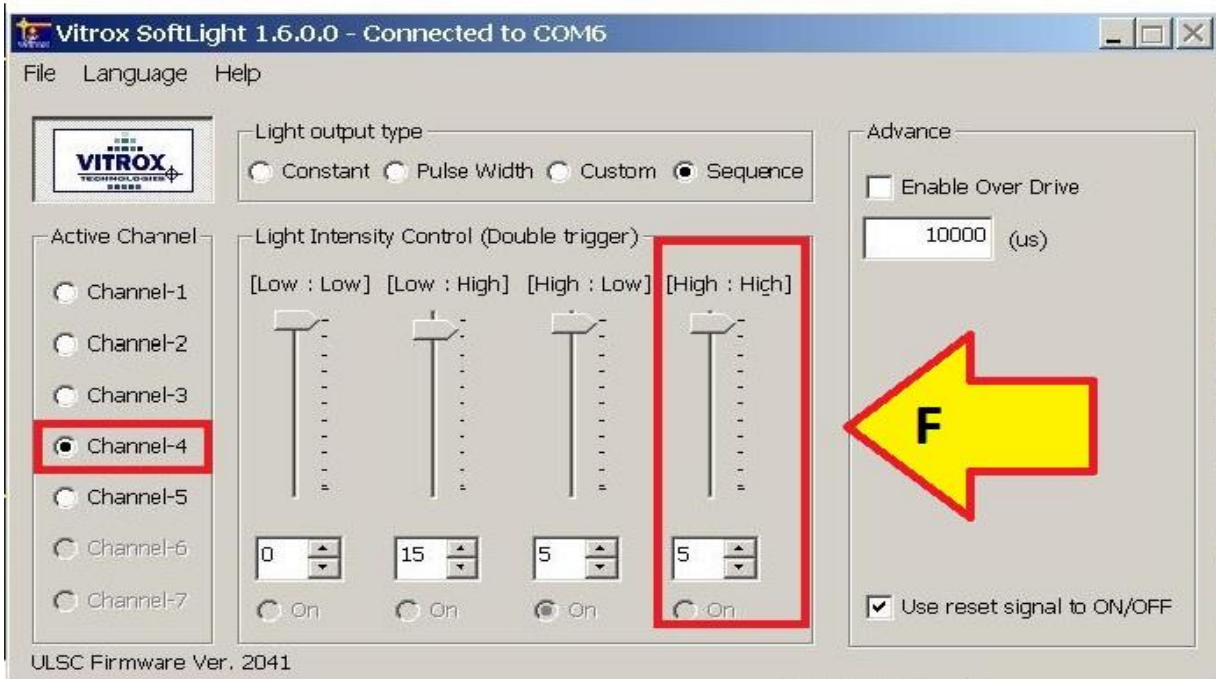 Vitrox SoftLight 1.6.0.0 - Connected to COM6
File Language Help
VITROX
TECHNOLOGIES
Light output type
Constant Pulse Width Custom Sequence
Advance
Enable Over Drive
10000 (us)
Active Channel
Channel-1
Channel-2
Channel-3
Channel-4
Channel-5
Channel-6
Channel-7
Light Intensity Control (Double trigger)
[Low : Low] [Low : High] [High : Low] [High : High]
0 15 5 5
On On On On
F
Use reset signal to ON/OFF
ULSC Firmware Ver. 2041